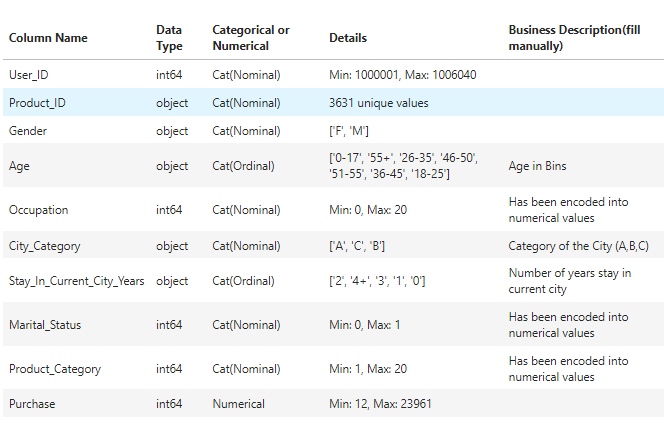 Column Name Data Type Categorical or Numerical Details Business Description(fill manually)
User_ID int64 Cat(Nominal) Min: 1000001, Max: 1006040
Product_ID object Cat(Nominal) 3631 unique values
Gender object Cat(Nominal) ['F', 'M']
Age object Cat(Ordinal) ['0-17', '55+', '26-35', '46-50', '51-55', '36-45', '18-25'] Age in Bins
Occupation int64 Cat(Nominal) Min: 0, Max: 20 Has been encoded into numerical values
City_Category object Cat(Nominal) ['A', 'C', 'B'] Category of the City (A,B,C)
Stay_In_Current_City_Years object Cat(Ordinal) ['2', '4+', '3', '1', '0'] Number of years stay in current city
Marital_Status int64 Cat(Nominal) Min: 0, Max: 1 Has been encoded into numerical values
Product_Category int64 Cat(Nominal) Min: 1, Max: 20 Has been encoded into numerical values
Purchase int64 Numerical Min: 12, Max: 23961